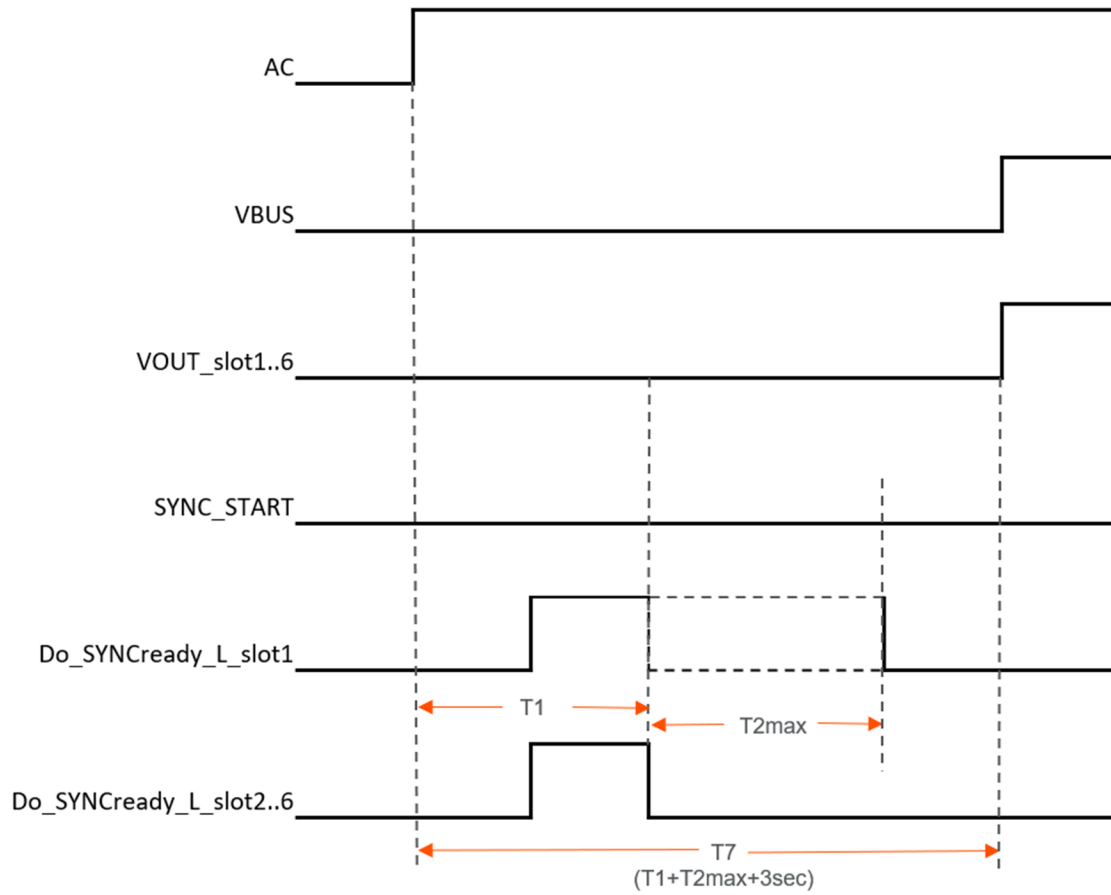 AC
VBUS
VOUT_slot1..6
SYNC_START
Do_SYNCready_L_slot1
T1
T2max
Do_SYNCready_L_slot2..6
T7
(T1+T2max+3sec)